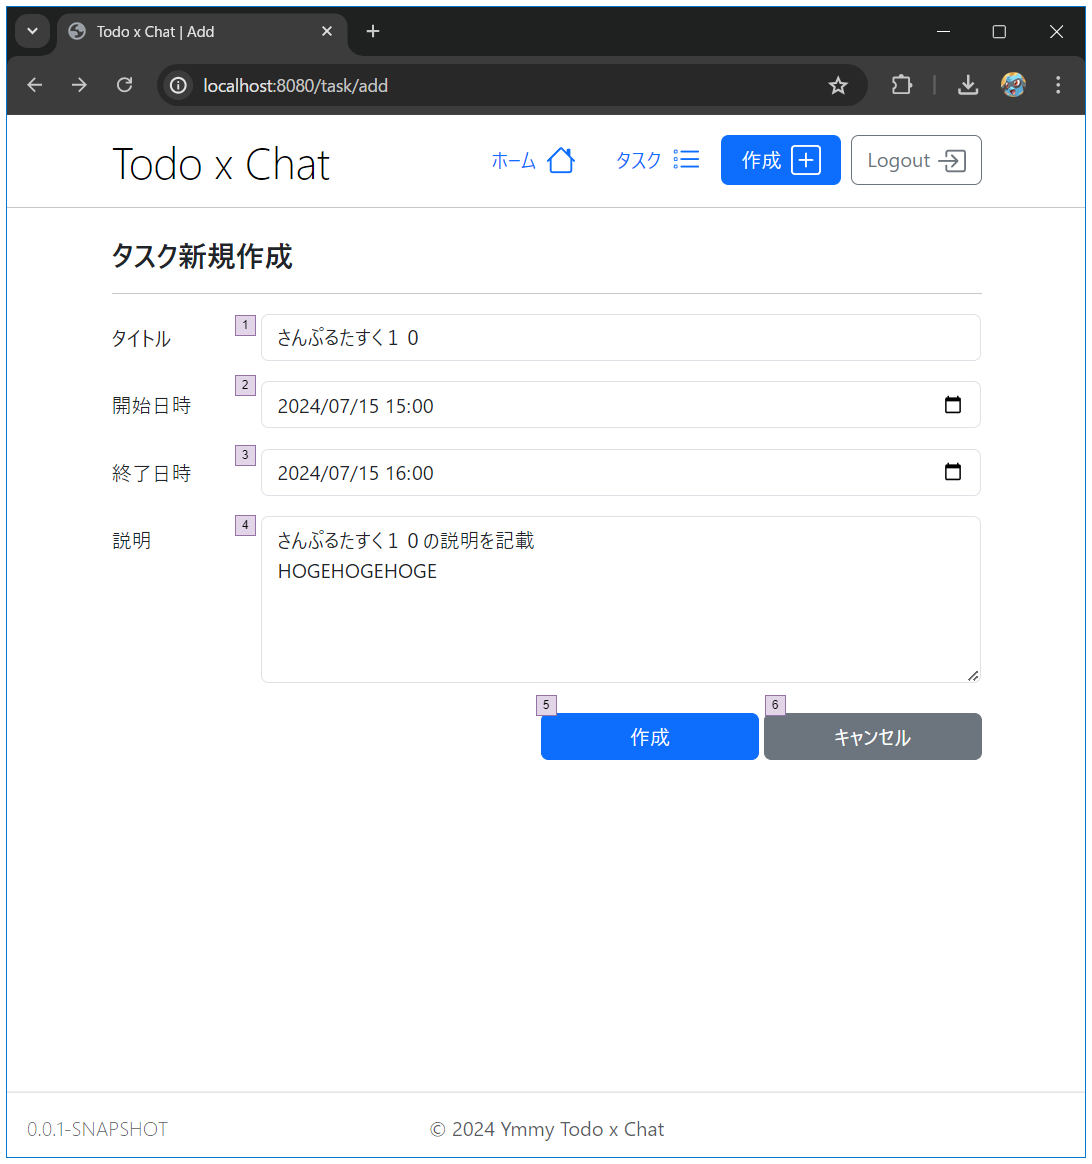 Todo x Chat | Add
localhost:8080/task/add
Todo x Chat
ホーム
タスク
作成
Logout
タスク新規作成
タイトル
1
さんぷるたすく１０
開始日時
2
2024/07/15 15:00
終了日時
3
2024/07/15 16:00
説明
4
さんぷるたすく１０の説明を記載
HOGEHOGEHOGE
5
作成
6
キャンセル
0.0.1-SNAPSHOT
© 2024 Ymmy Todo x Chat